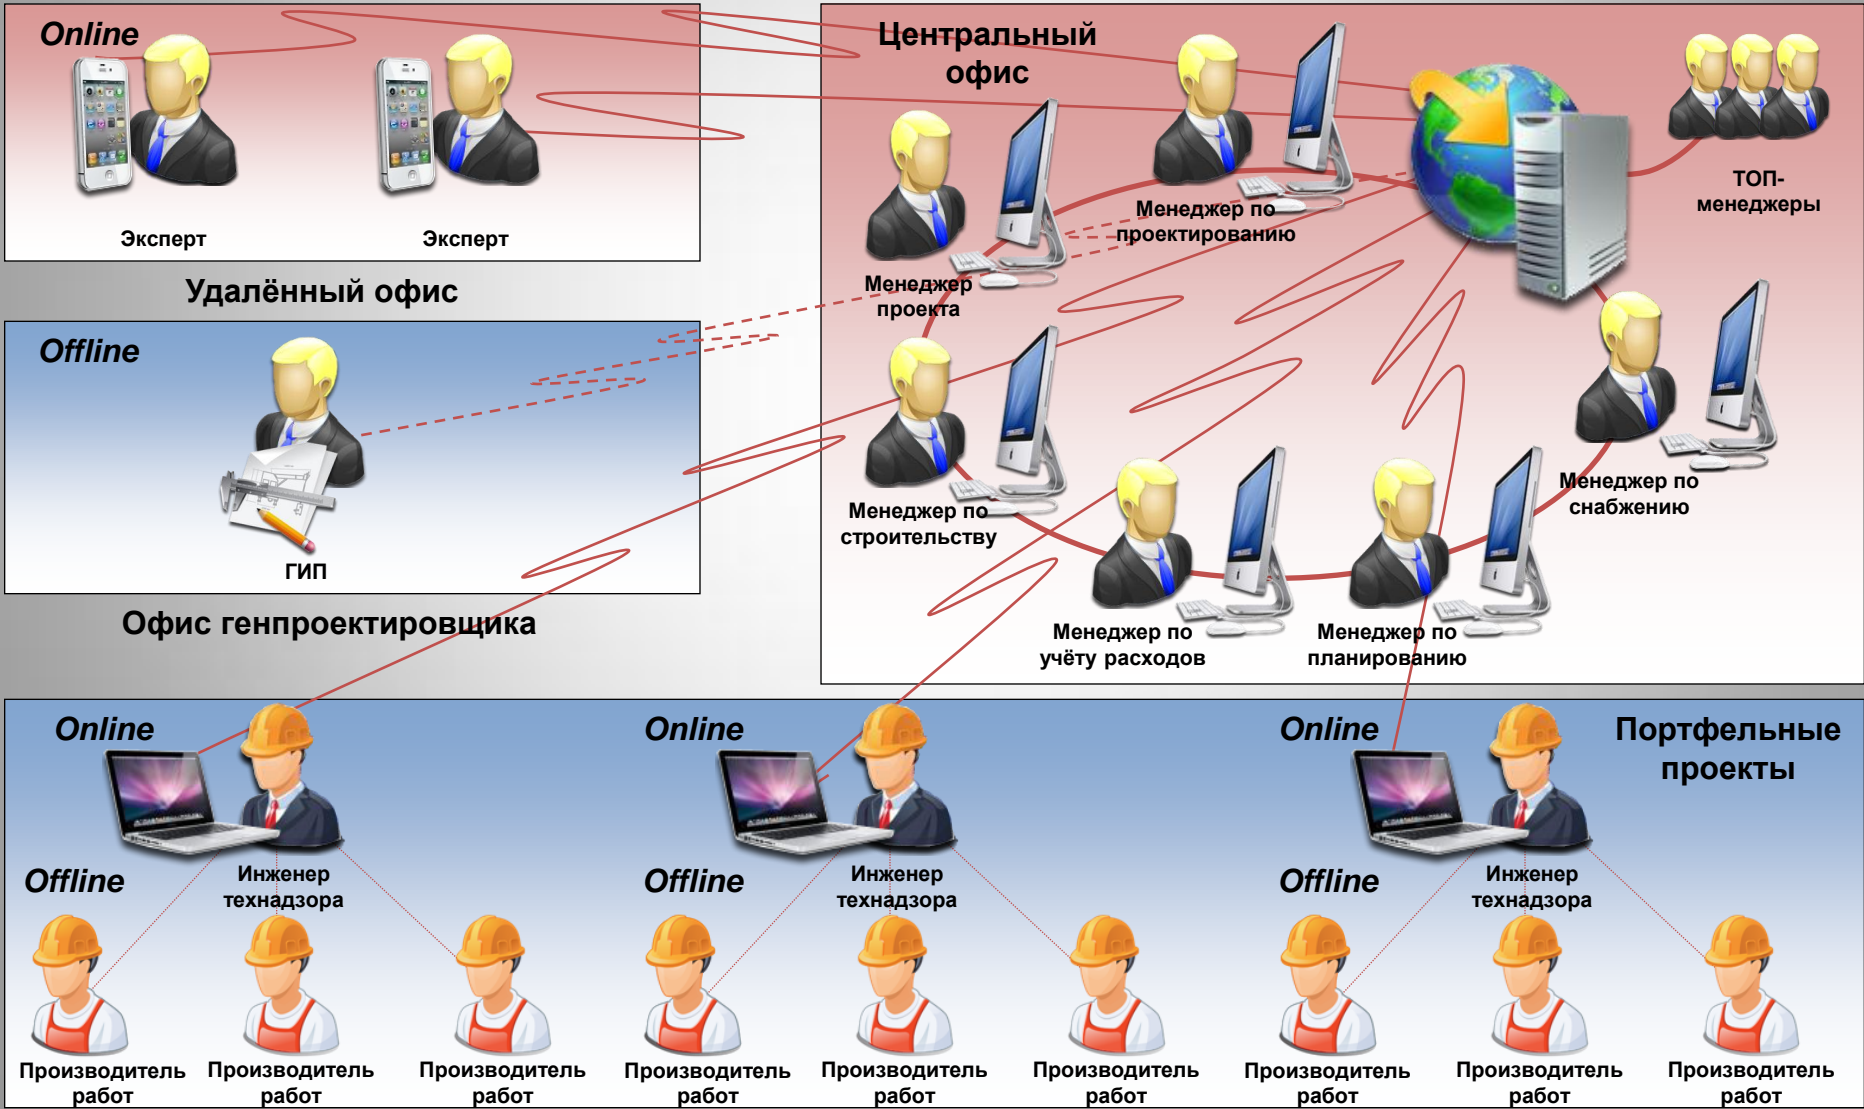 Online
Эксперт
Эксперт
Удалённый офис
Offline
ГИП
Офис генпроектировщика
Центральный
офис
ТОП-
менеджеры
Менеджер по
проектированию
Менеджер
проекта
Менеджер по
строительству
Менеджер по
снабжению
Менеджер по
учёту расходов
Менеджер по
планированию
Портфельные
проекты
Online
Online
Online
Инженер
технадзора
Инженер
технадзора
Инженер
технадзора
Offline
Offline
Offline
Производитель
работ
Производитель
работ
Производитель
работ
Производитель
работ
Производитель
работ
Производитель
работ
Производитель
работ
Производитель
работ
Производитель
работ